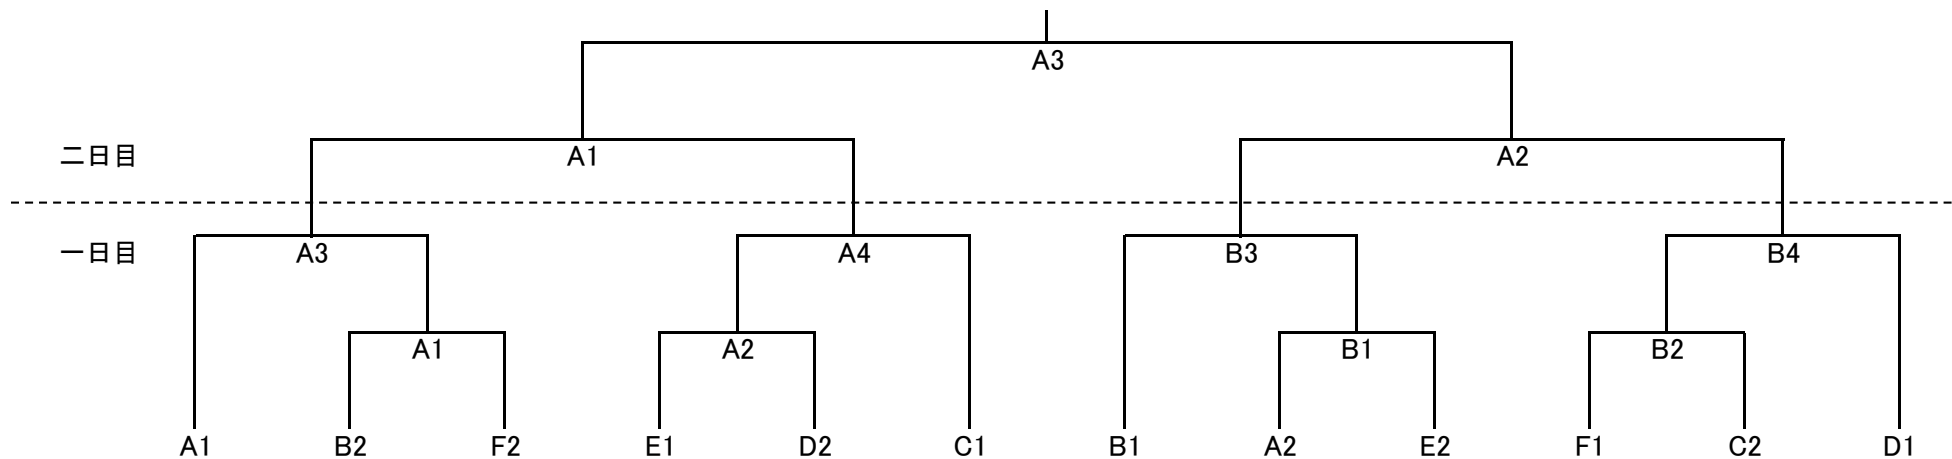 A3
二日目 A1 A2
一日目 A3 A4 B3 B4
A1 A2 B1 B2
A1 B2 F2 E1 D2 C1 B1 A2 E2 F1 C2 D1